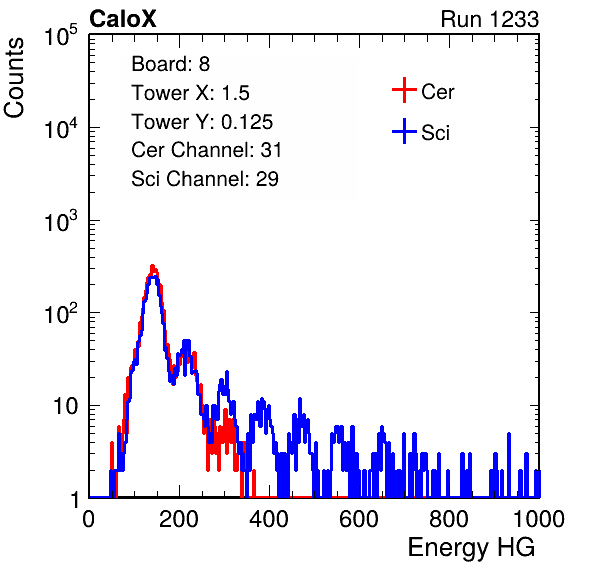 CaloX Run 1233
Counts
Board: 8
Tower X: 1.5
Tower Y: 0.125
Cer Channel: 31
Sci Channel: 29
Cer
Sci
10^5
10^4
10^3
10^2
10
1
0 200 400 600 800 1000
Energy HG